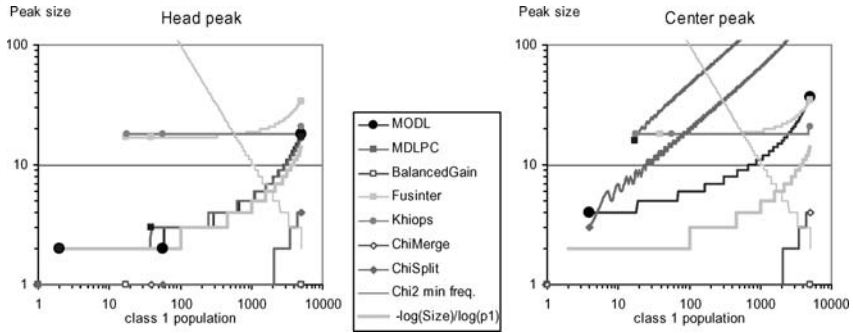 Peak size
Head peak
100
10
1
1
10
100
1000
10000
class 1 population
MODL
MDLPC
BalancedGain
Fusinter
Khiops
ChiMerge
ChiSplit
Chi2 min freq.
-log(Size)/log(p1)
Peak size
Center peak
100
10
1
1
10
100
1000
10000
class 1 population